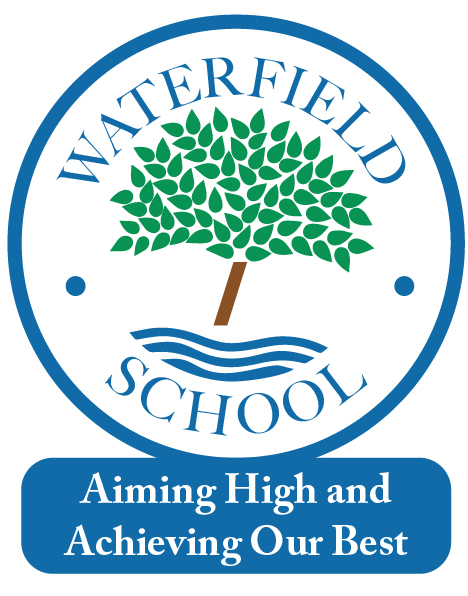 WATERFIELD
SCHOOL
Aiming High and
Achieving Our Best